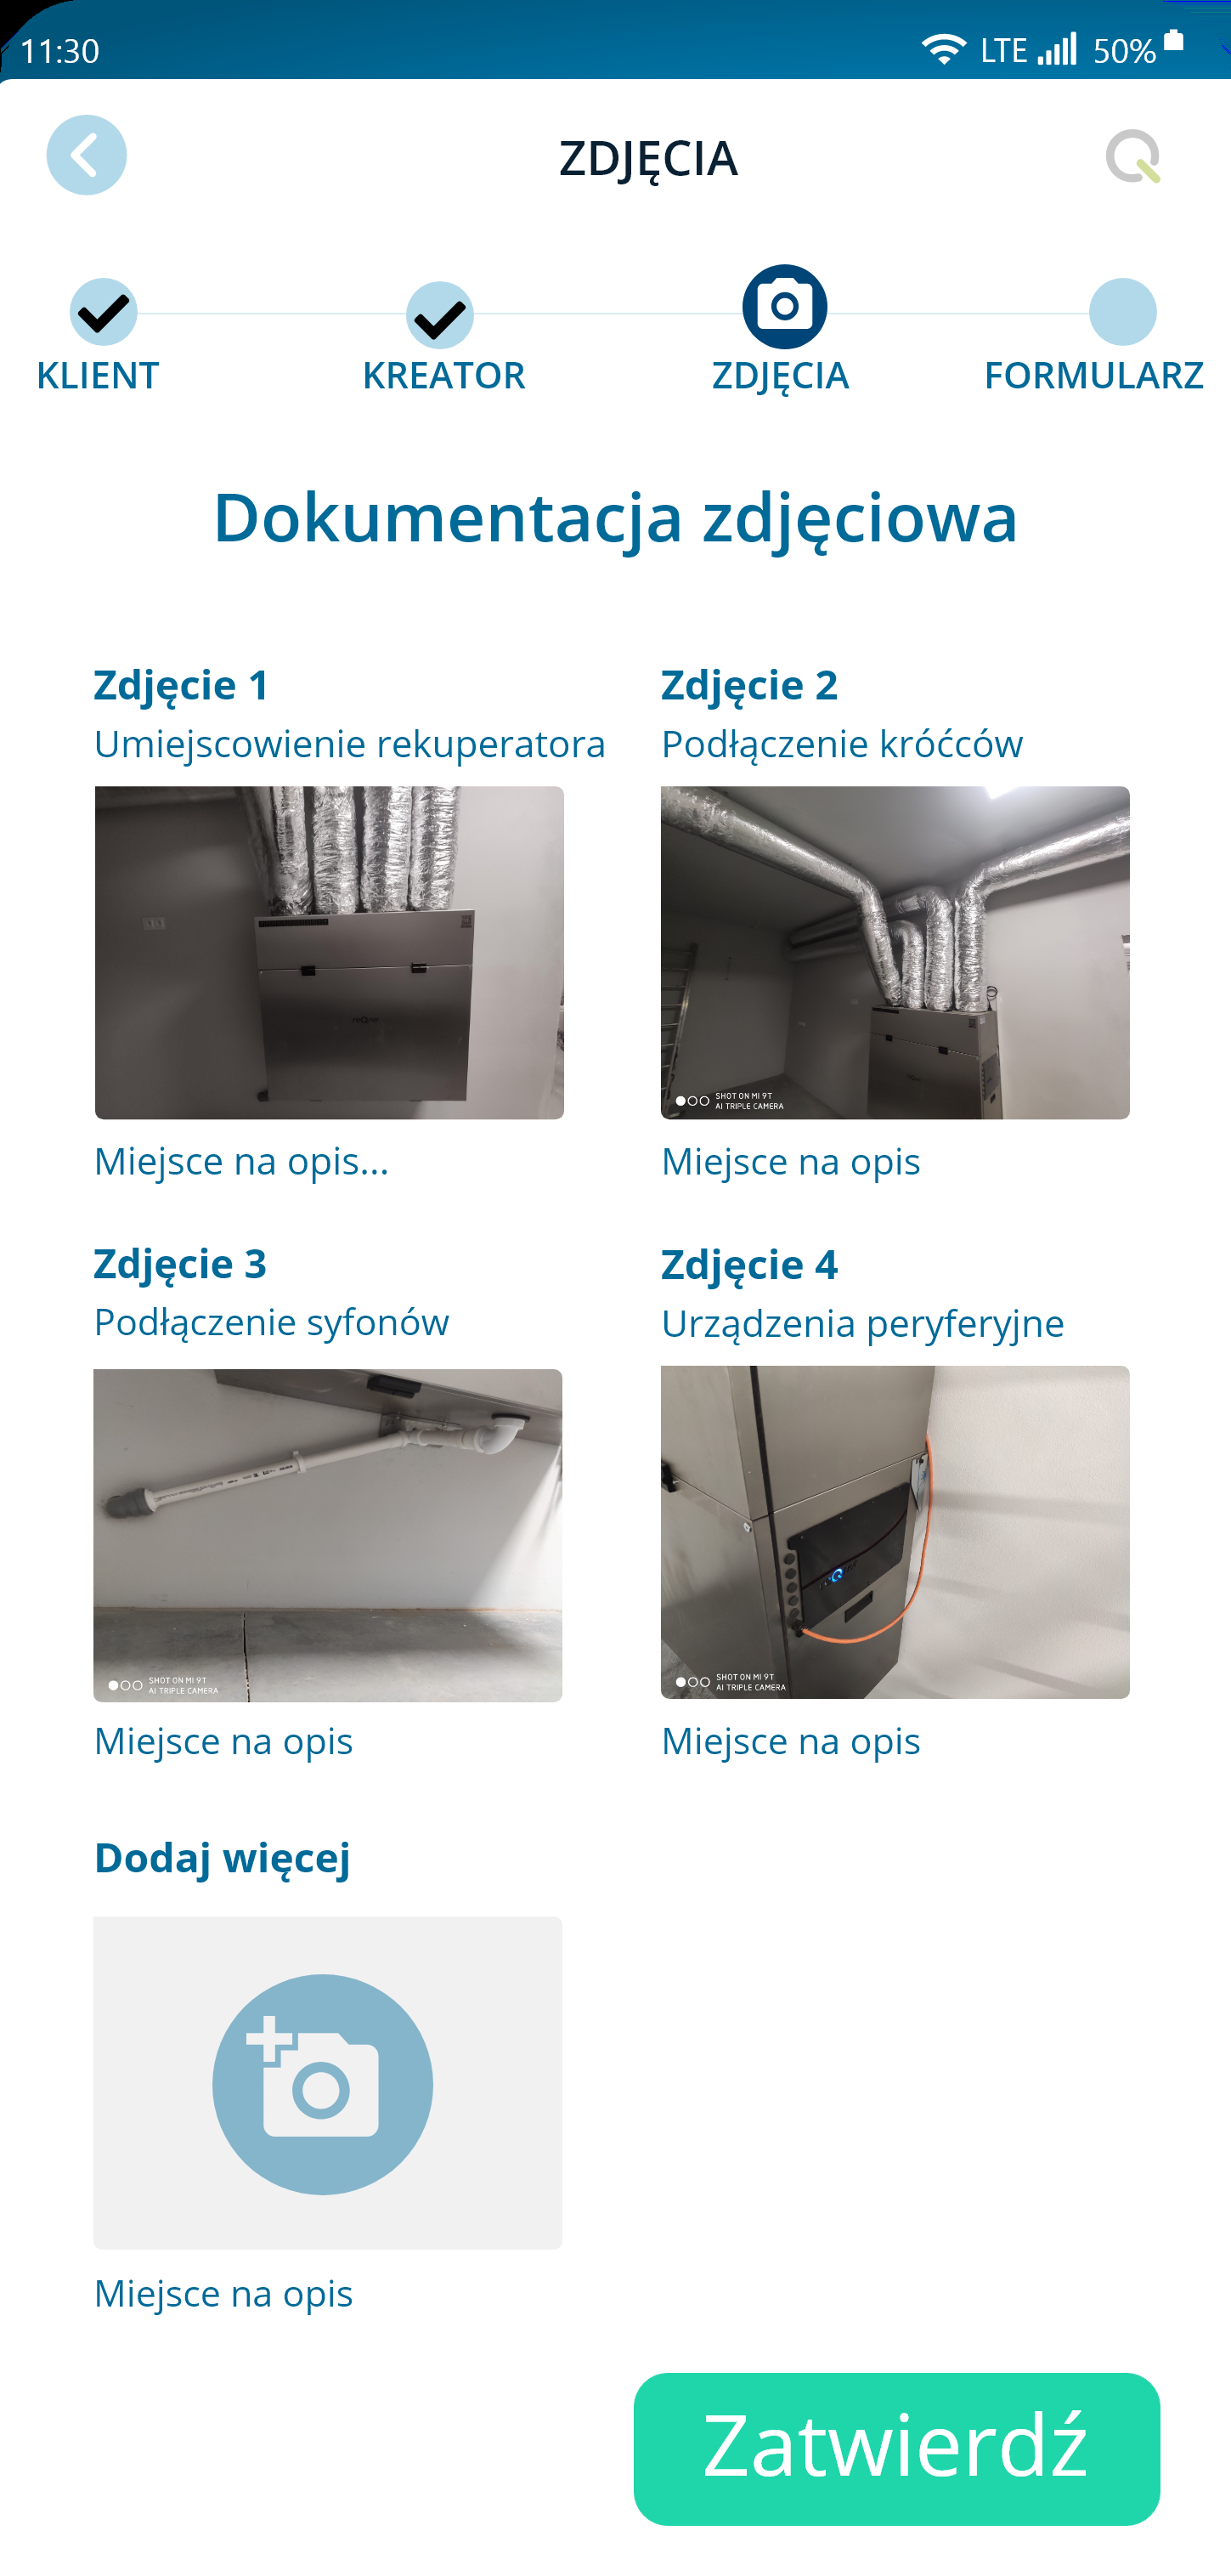 11:30 LTE 50%
ZDJĘCIA
KLIENT KREATOR ZDJĘCIA FORMULARZ
Dokumentacja zdjęciowa
Zdjęcie 1
Umiejscowienie rekuperatora
Miejsce na opis...
Zdjęcie 2
Podłączenie króćców
SHOT ON MI 9T
AI TRIPLE CAMERA
Miejsce na opis
Zdjęcie 3
Podłączenie syfonów
SHOT ON MI 9T
AI TRIPLE CAMERA
Miejsce na opis
Zdjęcie 4
Urządzenia peryferyjne
SHOT ON MI 9T
AI TRIPLE CAMERA
Miejsce na opis
Dodaj więcej
Miejsce na opis
Zatwierdź